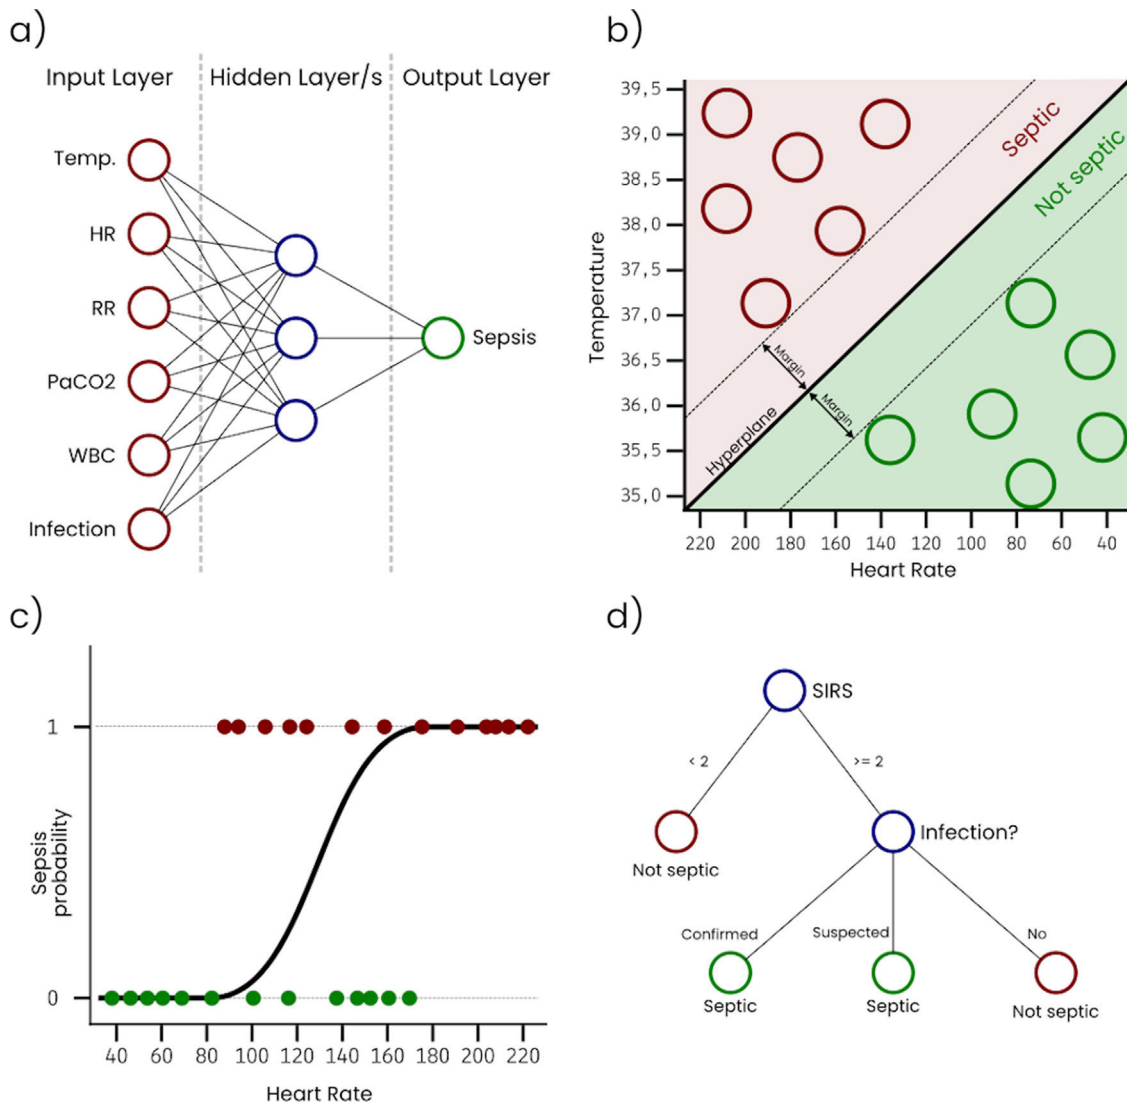 a)
Input Layer
Hidden Layer/s
Output Layer
Temp.
HR
RR
PaCO2
WBC
Infection
Sepsis
b)
39,5
39,0
38,5
38,0
37,5
37,0
36,5
36,0
35,5
35,0
Temperature
Septic
Not septic
Margin
Margin
Hyperplane
220 200 180 160 140 120 100 80 60 40
Heart Rate
c)
1
0
Sepsis
probability
40 60 80 100 120 140 160 180 200 220
Heart Rate
d)
SIRS
< 2
>= 2
Not septic
Infection?
Confirmed
Suspected
No
Septic
Septic
Not septic